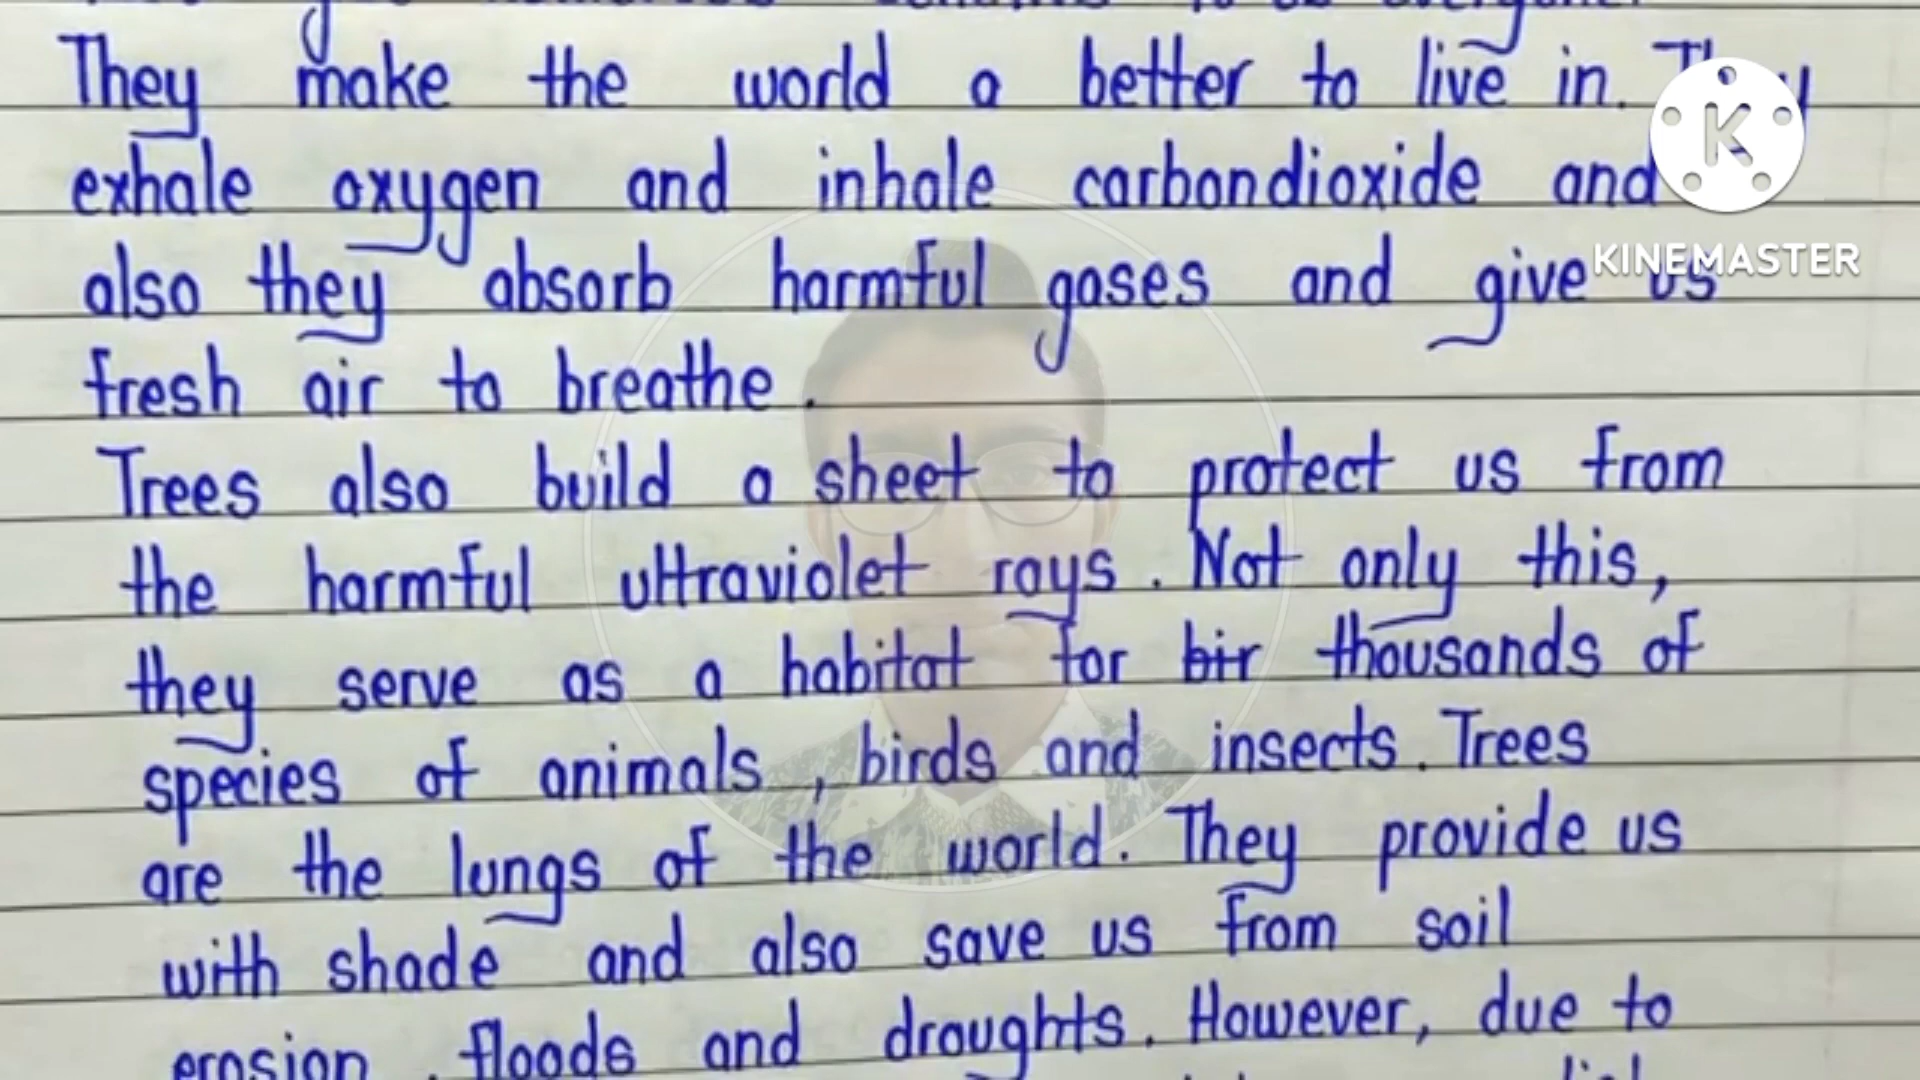 They make the world a better to live in. They
exhale oxygen and inhale carbondioxide and
also they absorb harmful gases and give us
fresh air to breathe.
Trees also build a sheet to protect us from
the harmful ultraviolet rays. Not only this,
they serve as a habitat for bir thousands of
species of animals, birds and insects. Trees
are the lungs of the world. They provide us
with shade and also save us from soil
erosion, floods and droughts. However, due to
K
KINEMASTER